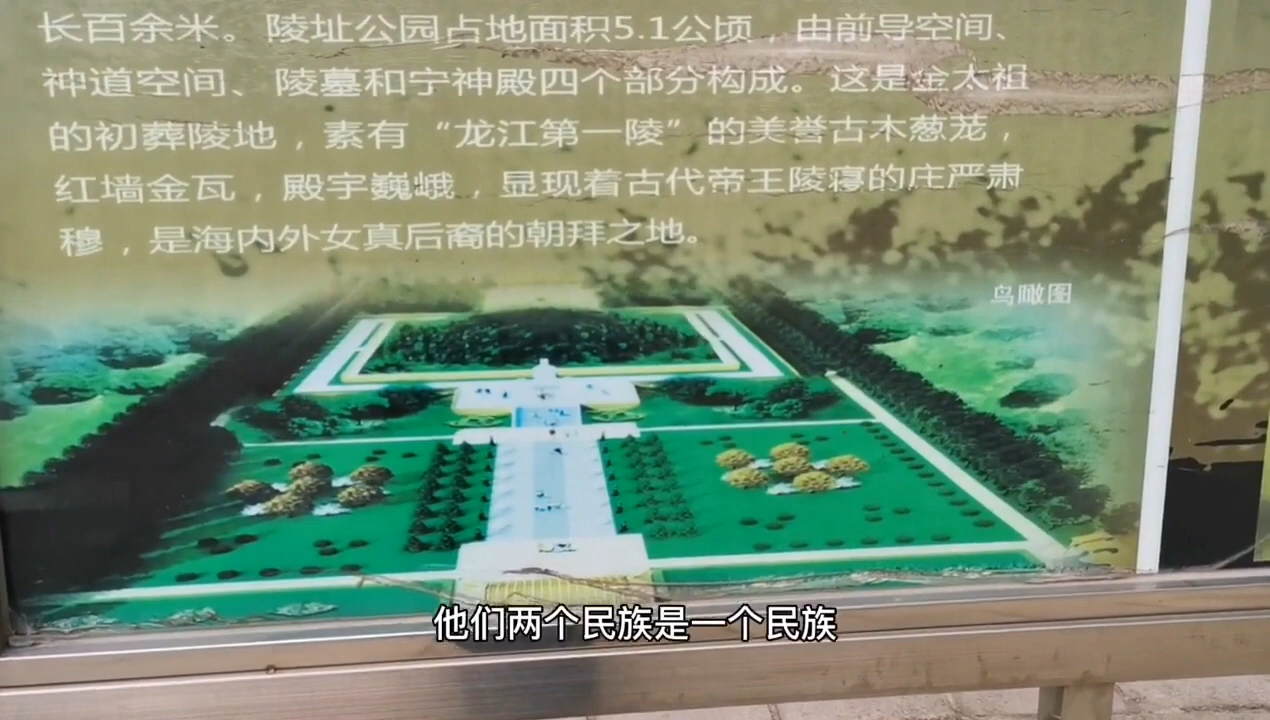 长百余米。陵址公园占地面积5.1公顷，由前导空间、
神道空间、陵墓和宁神殿四个部分构成。这是金太祖
的初葬陵地，素有“龙江第一陵”的美誉古木葱茏，
红墙金瓦，殿宇巍峨，显现着古代帝王陵寝的庄严肃
穆，是海内外女真后裔的朝拜之地。
鸟瞰图
他们两个民族是一个民族